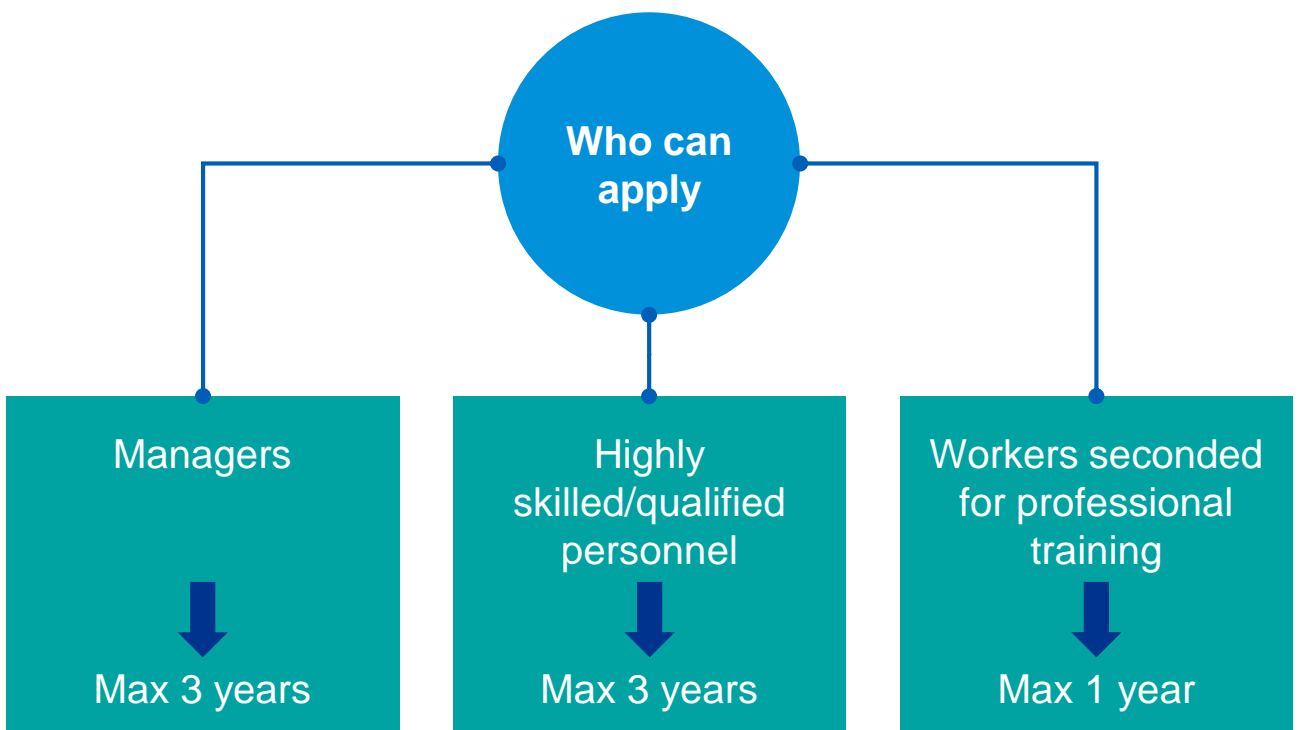 Who can
apply
Managers
Max 3 years
Highly
skilled/qualified
personnel
Max 3 years
Workers seconded
for professional
training
Max 1 year